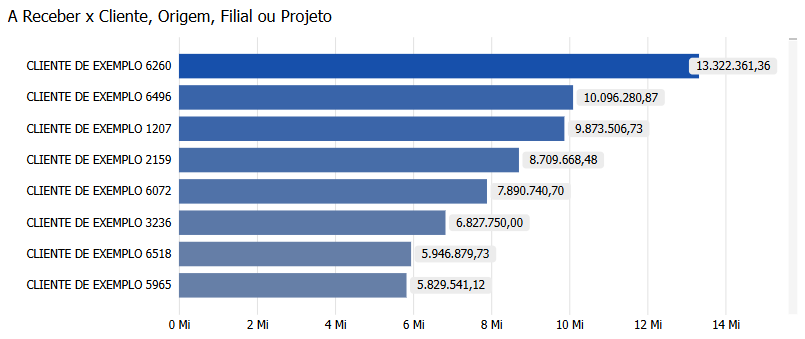 A Receber x Cliente, Origem, Filial ou Projeto
CLIENTE DE EXEMPLO 6260 13.322.361,36
CLIENTE DE EXEMPLO 6496 10.096.280,87
CLIENTE DE EXEMPLO 1207 9.873.506,73
CLIENTE DE EXEMPLO 2159 8.709.668,48
CLIENTE DE EXEMPLO 6072 7.890.740,70
CLIENTE DE EXEMPLO 3236 6.827.750,00
CLIENTE DE EXEMPLO 6518 5.946.879,73
CLIENTE DE EXEMPLO 5965 5.829.541,12
0 Mi 2 Mi 4 Mi 6 Mi 8 Mi 10 Mi 12 Mi 14 Mi